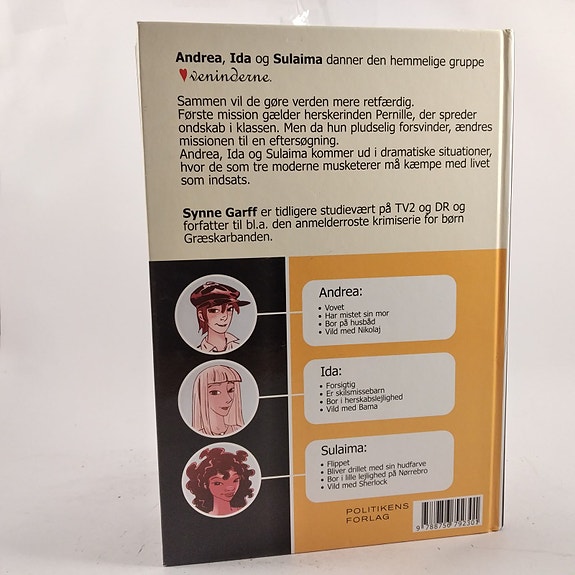 Andrea, Ida og Sulaima danner den hemmelige gruppe
veninderne.
Sammen vil de gøre verden mere retfærdig.
Første mission gælder herskerinden Pernille, der spreder
ondskab i klassen. Men da hun pludselig forsvinder, ændres
missionen til en eftersøgning.
Andrea, Ida og Sulaima kommer ud i dramatiske situationer,
hvor de som tre moderne musketerer må kæmpe med livet
som indsats.
Synne Garff er tidligere studievært på TV2 og DR og
forfatter til bl.a. den anmelderroste krimiserie for børn
Græskarbanden.
Andrea:
• Vovet
• Har mistet sin mor
• Bor på husbåd
• Vild med Nikolaj
Ida:
• Forsigtig
• Er skilsmissebarn
• Bor i herskabslejlighed
• Vild med Bama
Sulaima:
• Flippet
• Bliver drillet med sin hudfarve
• Bor i lille lejlighed på Nørrebro
• Vild med Sherlock
POLITIKENS
FORLAG
9 788756 792301